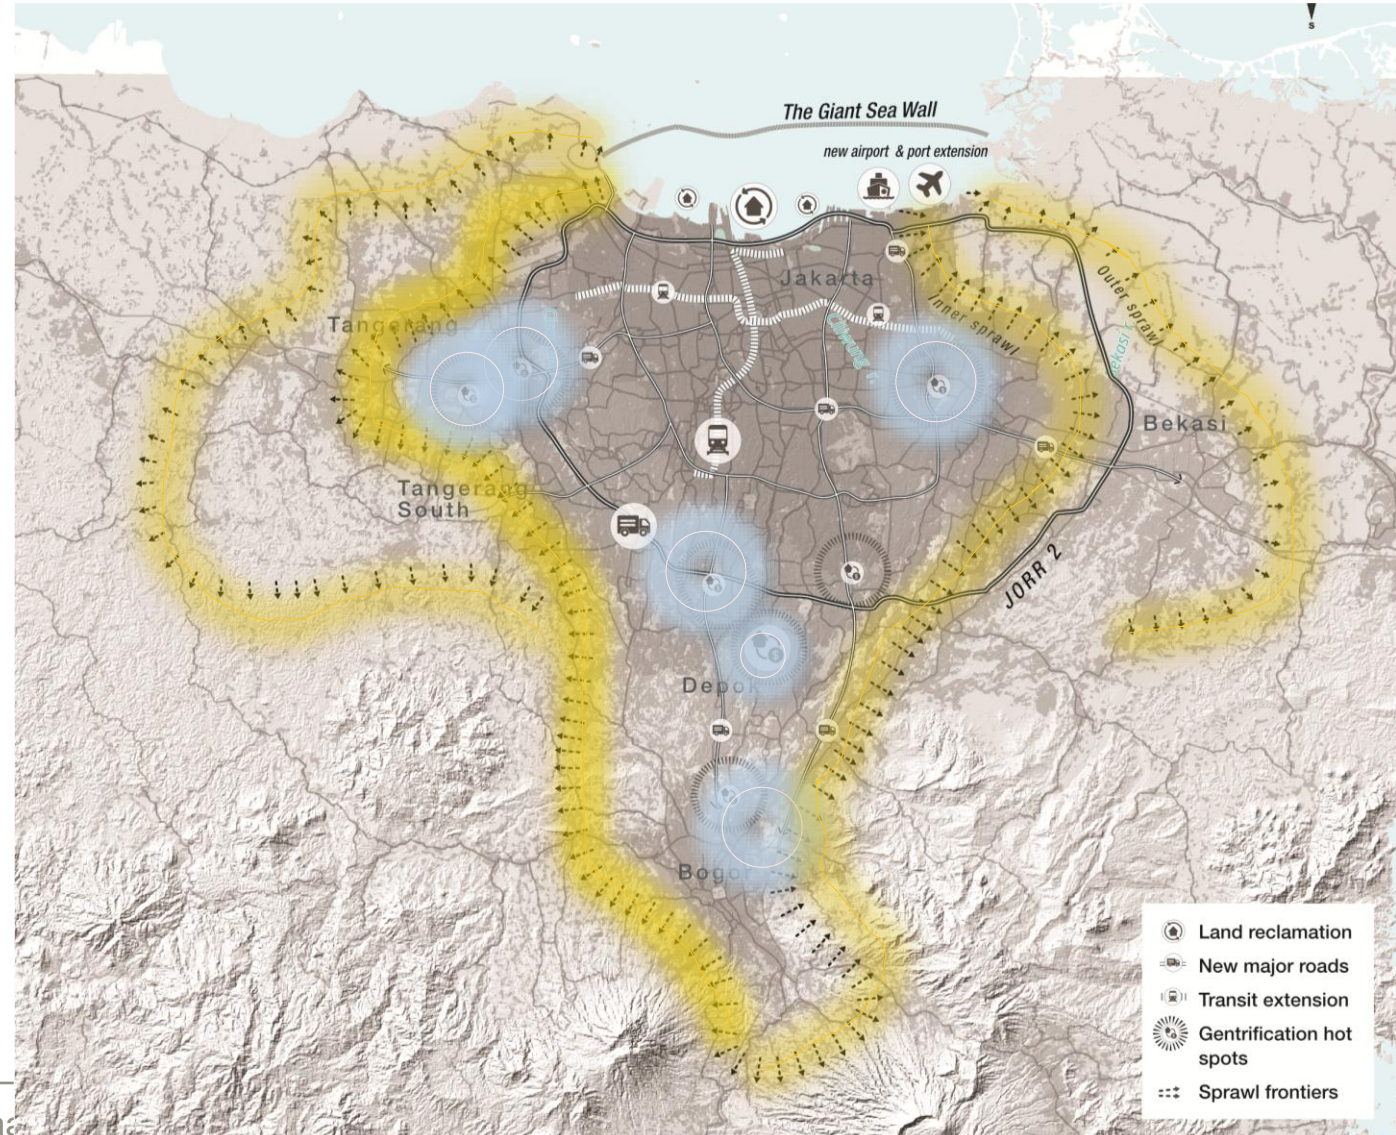 S
The Giant Sea Wall
new airport & port extension
Jakarta
Outer sprawl
Inner sprawl
Tangerang
Ciliwung
Bekasi
Tangerang
South
JORR 2
Depok
Bogor
Land reclamation
New major roads
Transit extension
Gentrification hot
spots
Sprawl frontiers